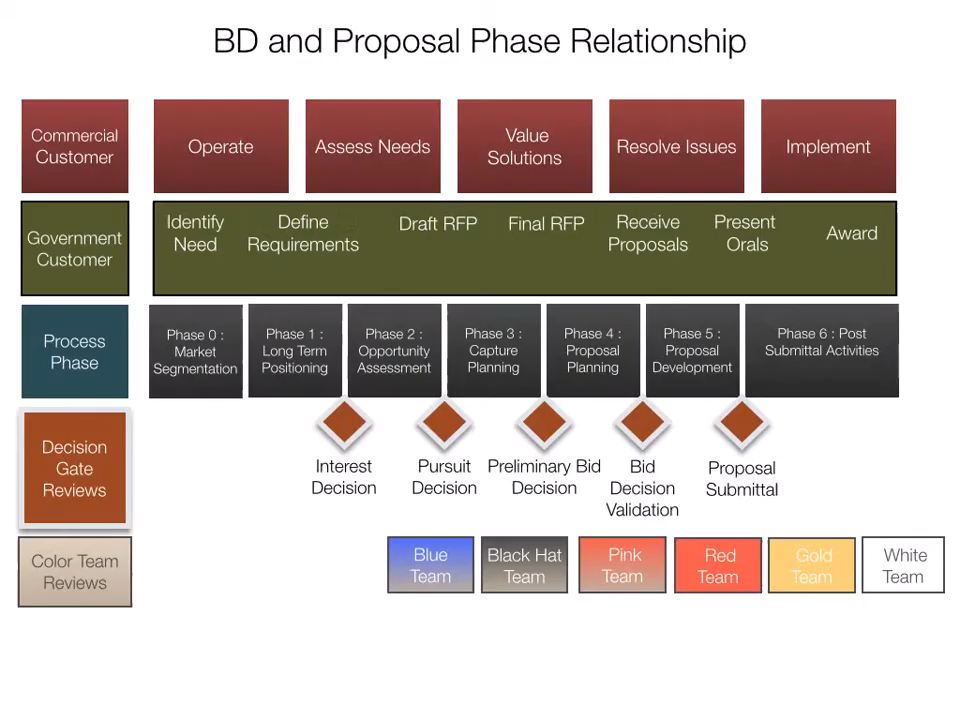 BD and Proposal Phase Relationship
Commercial
Customer
Operate
Assess Needs
Value
Solutions
Resolve Issues
Implement
Government
Customer
Identify
Need
Define
Requirements
Draft RFP
Final RFP
Receive
Proposals
Present
Orals
Award
Process
Phase
Phase 0 :
Market
Segmentation
Phase 1 :
Long Term
Positioning
Phase 2 :
Opportunity
Assessment
Phase 3 :
Capture
Planning
Phase 4 :
Proposal
Planning
Phase 5 :
Proposal
Development
Phase 6 : Post
Submittal Activities
Decision
Gate
Reviews
Interest
Decision
Pursuit
Decision
Preliminary Bid
Decision
Bid
Decision
Validation
Proposal
Submittal
Color Team
Reviews
Blue
Team
Black Hat
Team
Pink
Team
Red
Team
Gold
Team
White
Team